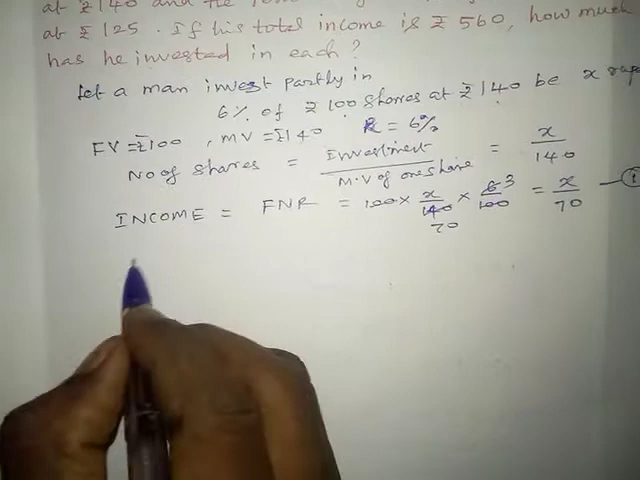 at ₹140 and the
at ₹ 125. If his total income is ₹ 560, how much
has he invested in each?
Let a man invest partly in
6% of ₹ 100 shares at ₹ 140 be x
FV = ₹100, MV = ₹140 R = 6%
No of shares = Investment / M.V of one share = x / 140
INCOME = FNR = 100 × x / 140 70 × 6 3 / 100 = x / 70 — ①